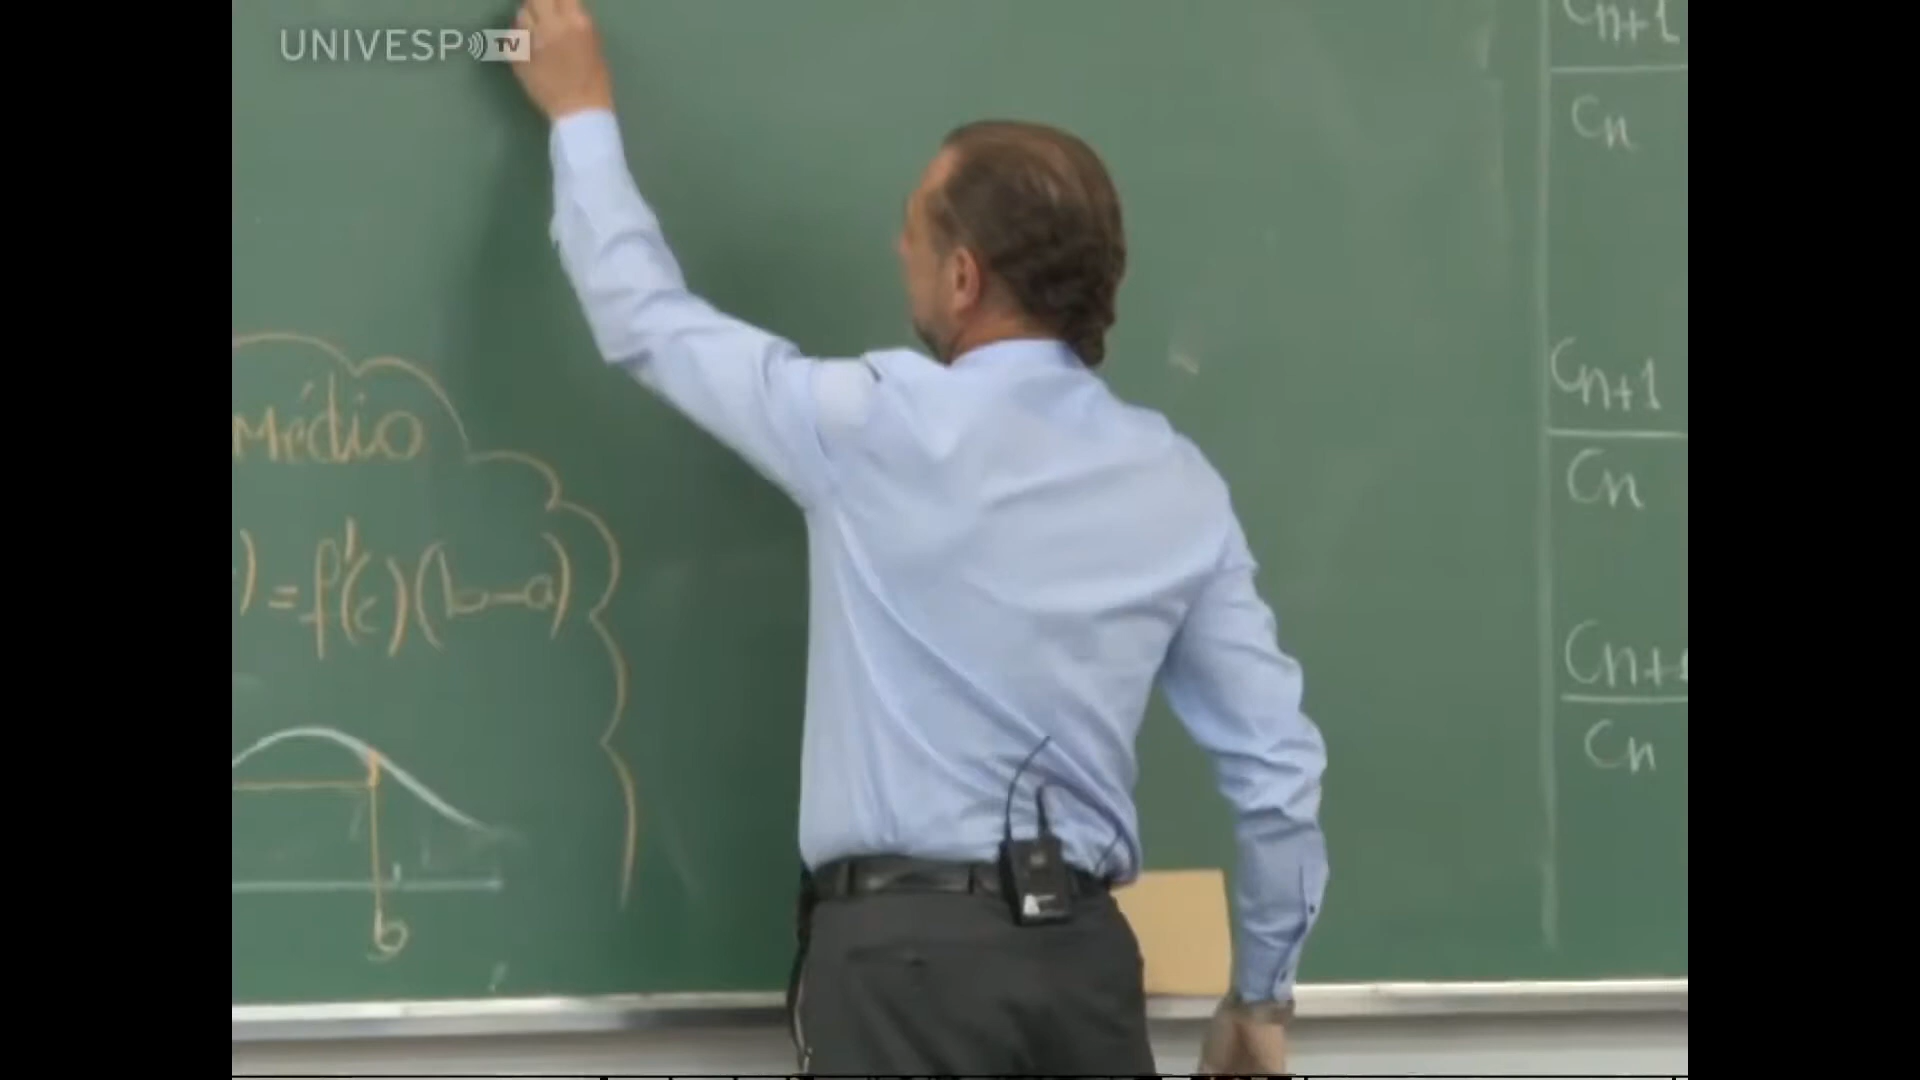 UNIVESP TV
Médio
) = f'(c)(b-a)
b
Cn+1
Cn
Cn+1
Cn
Cn+1
Cn